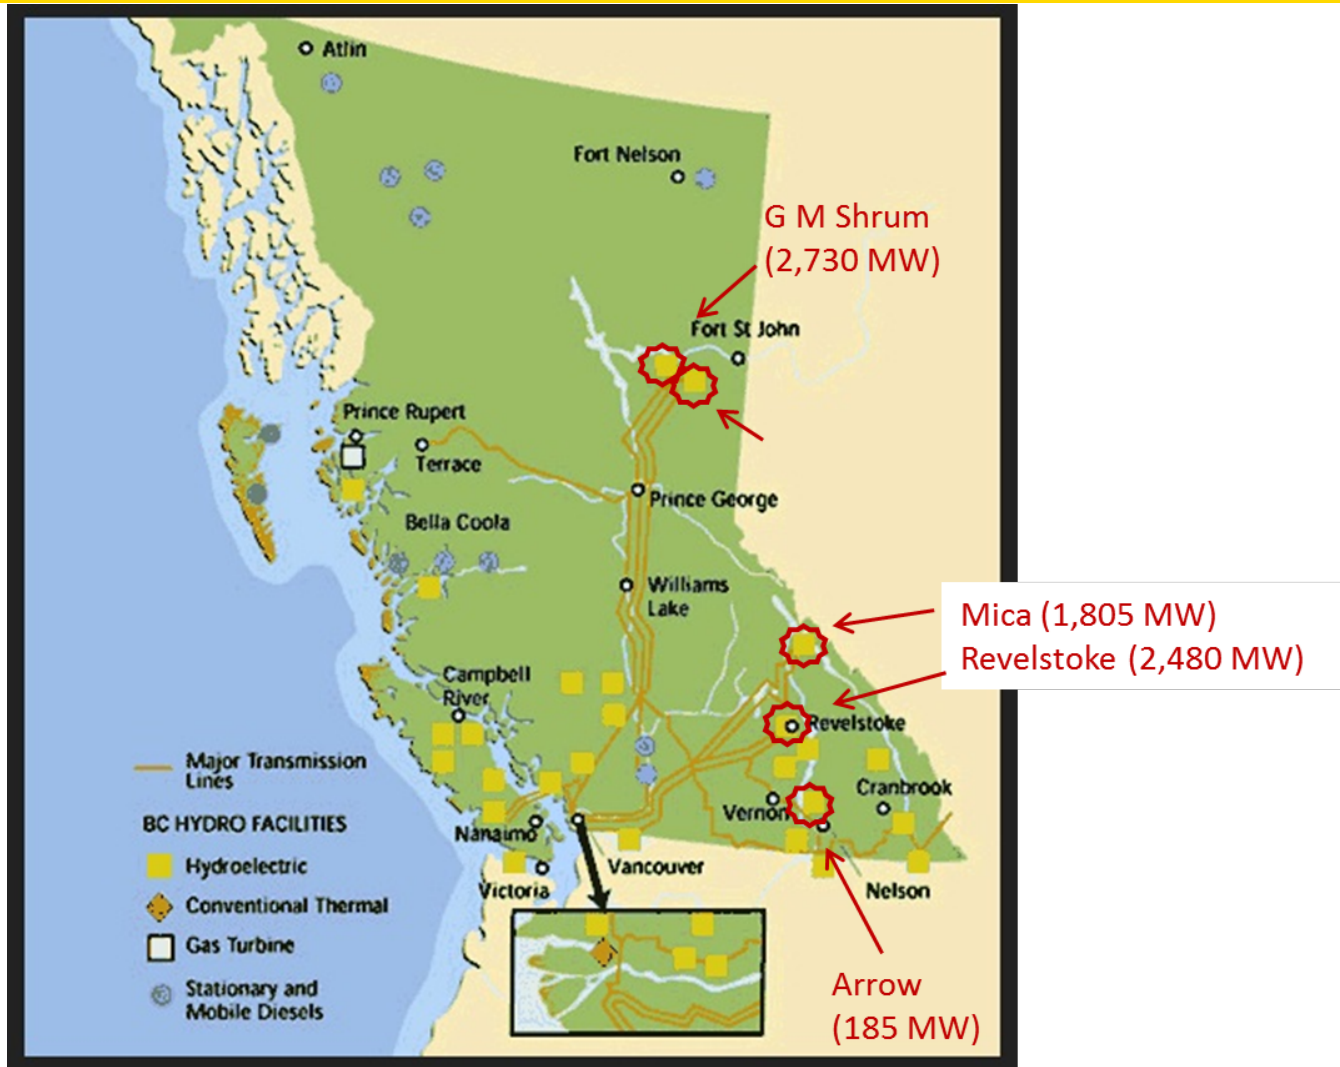 Atlin
Fort Nelson
G M Shrum
(2,730 MW)
Fort St John
Prince Rupert
Terrace
Prince George
Bella Coola
Williams
Lake
Mica (1,805 MW)
Revelstoke (2,480 MW)
Campbell
River
Revelstoke
Major Transmission
Lines
Cranbrook
Vernon
BC HYDRO FACILITIES
Nanaimo
Hydroelectric
Vancouver
Victoria
Nelson
Conventional Thermal
Gas Turbine
Stationary and
Mobile Diesels
Arrow
(185 MW)